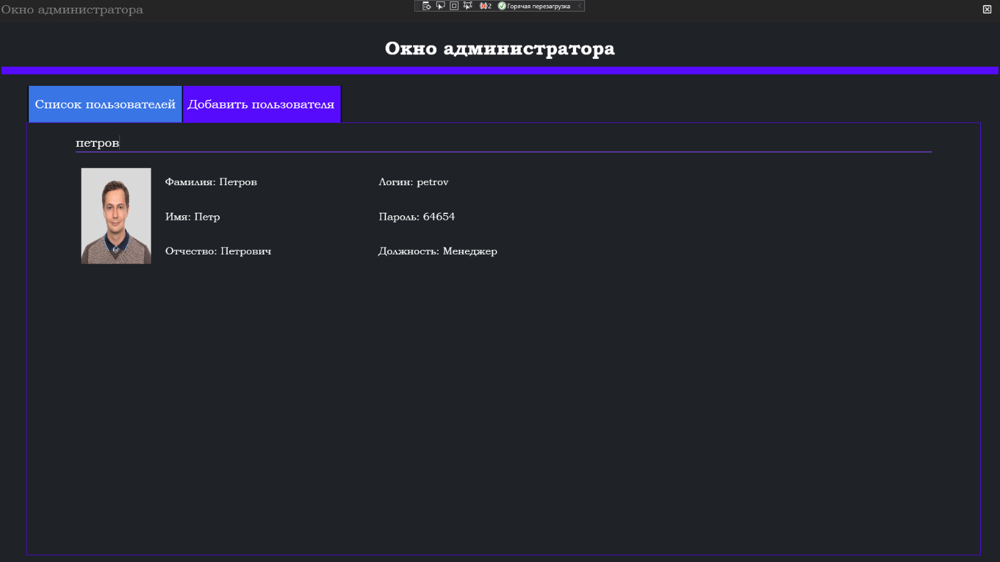 Окно администратора
2 Горячая перезагрузка
Окно администратора
Список пользователей Добавить пользователя
петров
Фамилия: Петров Логин: petrov
Имя: Петр Пароль: 64654
Отчество: Петрович Должность: Менеджер